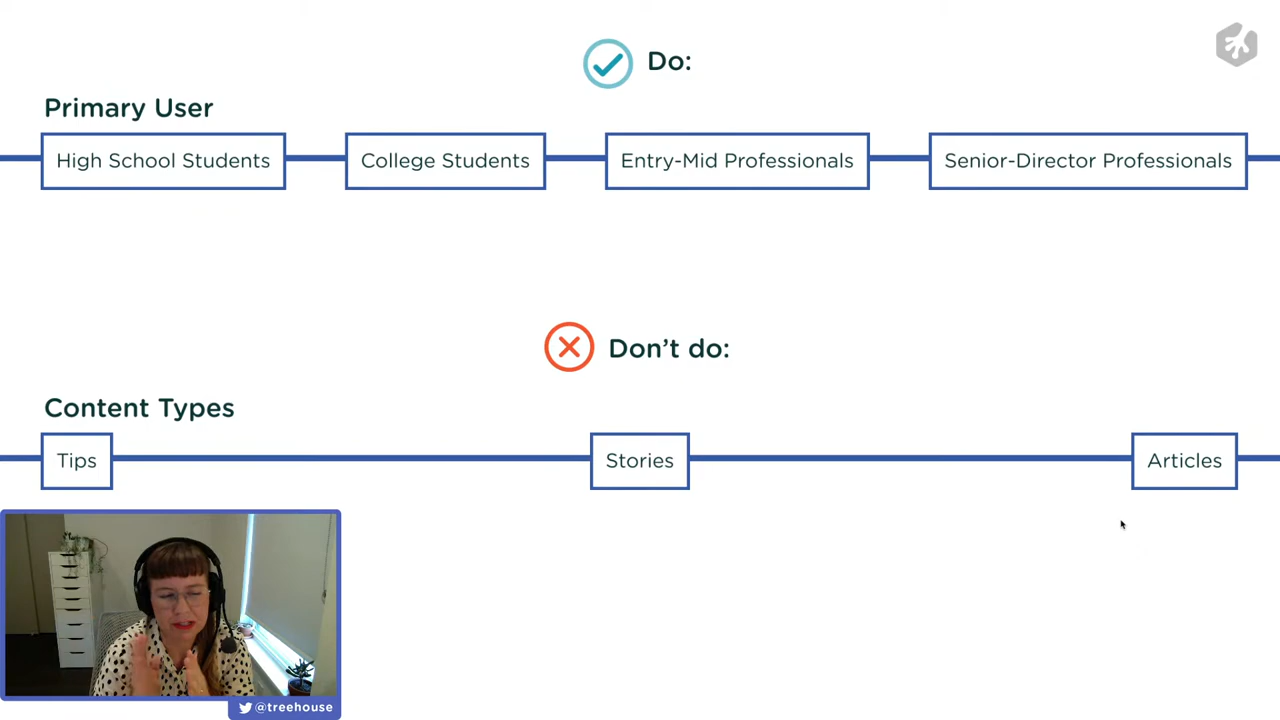 Do:
Primary User
High School Students
College Students
Entry-Mid Professionals
Senior-Director Professionals
Don’t do:
Content Types
Tips
Stories
Articles
@treehouse